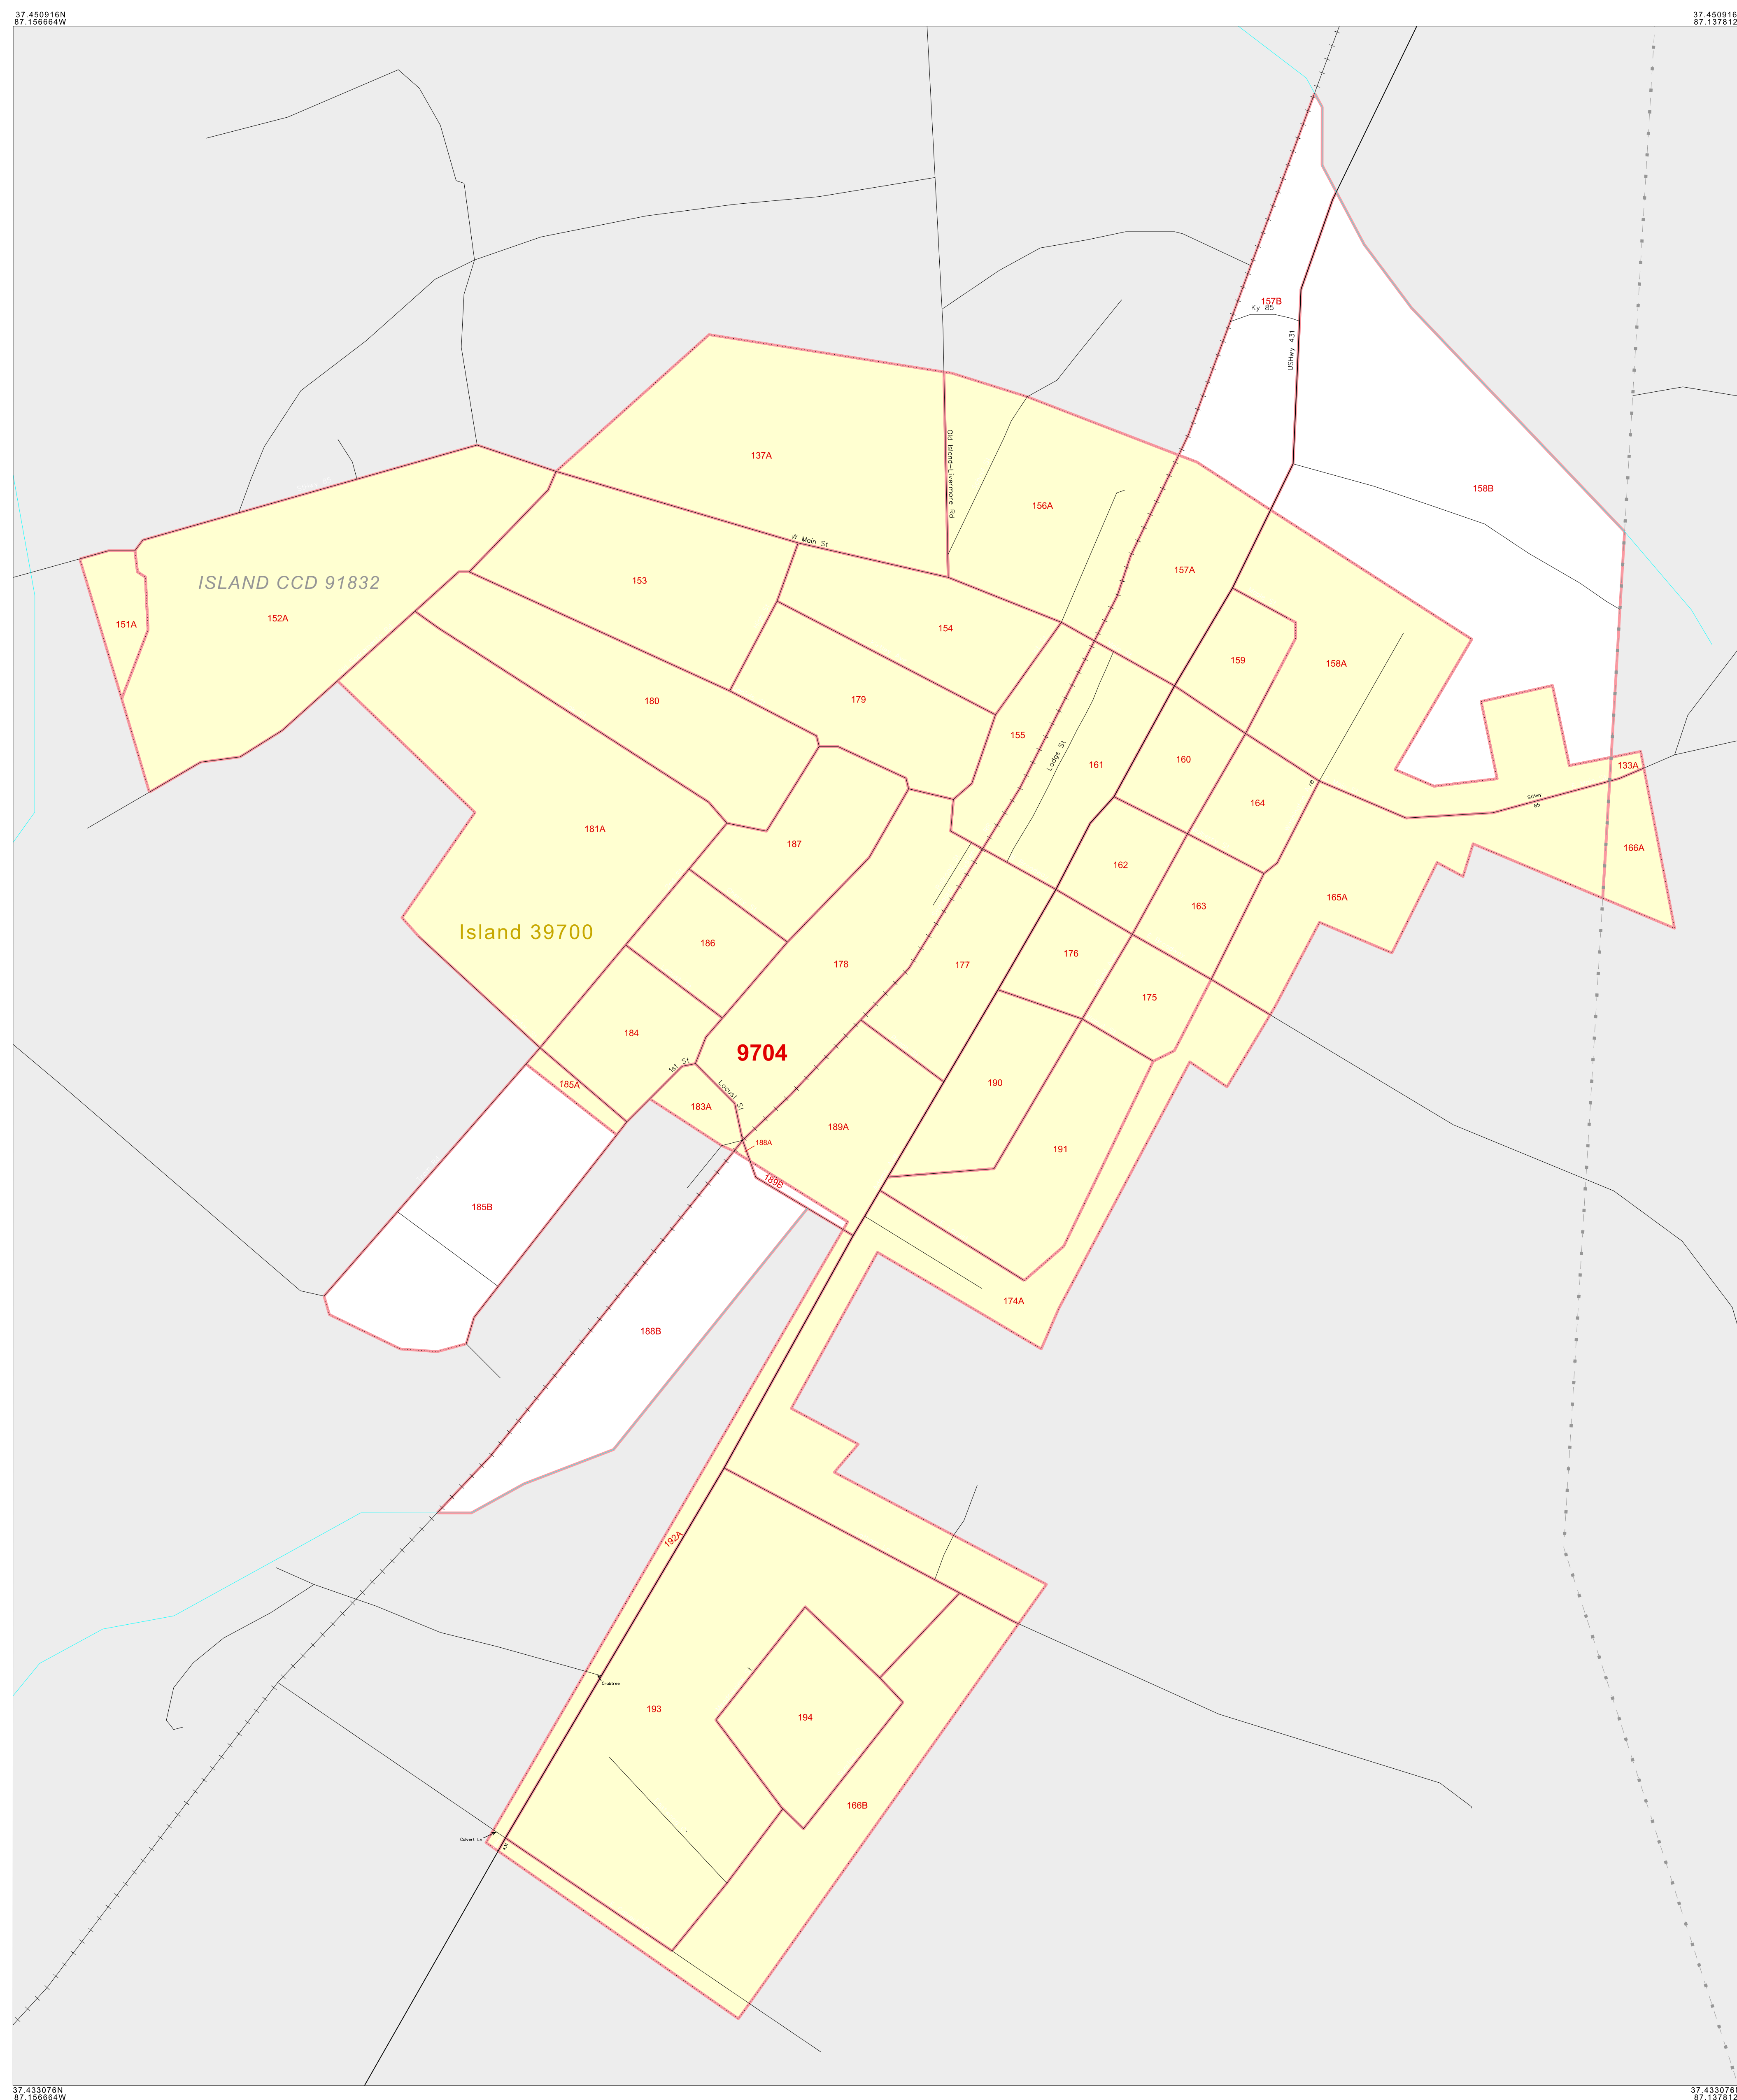 37.450916N
87.156664W
37.450916
87.137812
157B
Ky 85
USHwy 431
137A
Old Island-Livermore Rd
158B
156A
W Main St
157A
153
ISLAND CCD 91832
152A
151A
154
159
158A
180
179
155
Lodge St
161
160
133A
StHwy
85
164
181A
187
166A
162
165A
163
Island 39700
186
178
177
176
175
184
9704
1st St
185A
Locust St
183A
190
189A
188A
191
189B
185B
174A
188B
192A
Crabtree
193
194
166B
Calvert Ln
37.433076N
87.156664W
37.433076N
87.137812